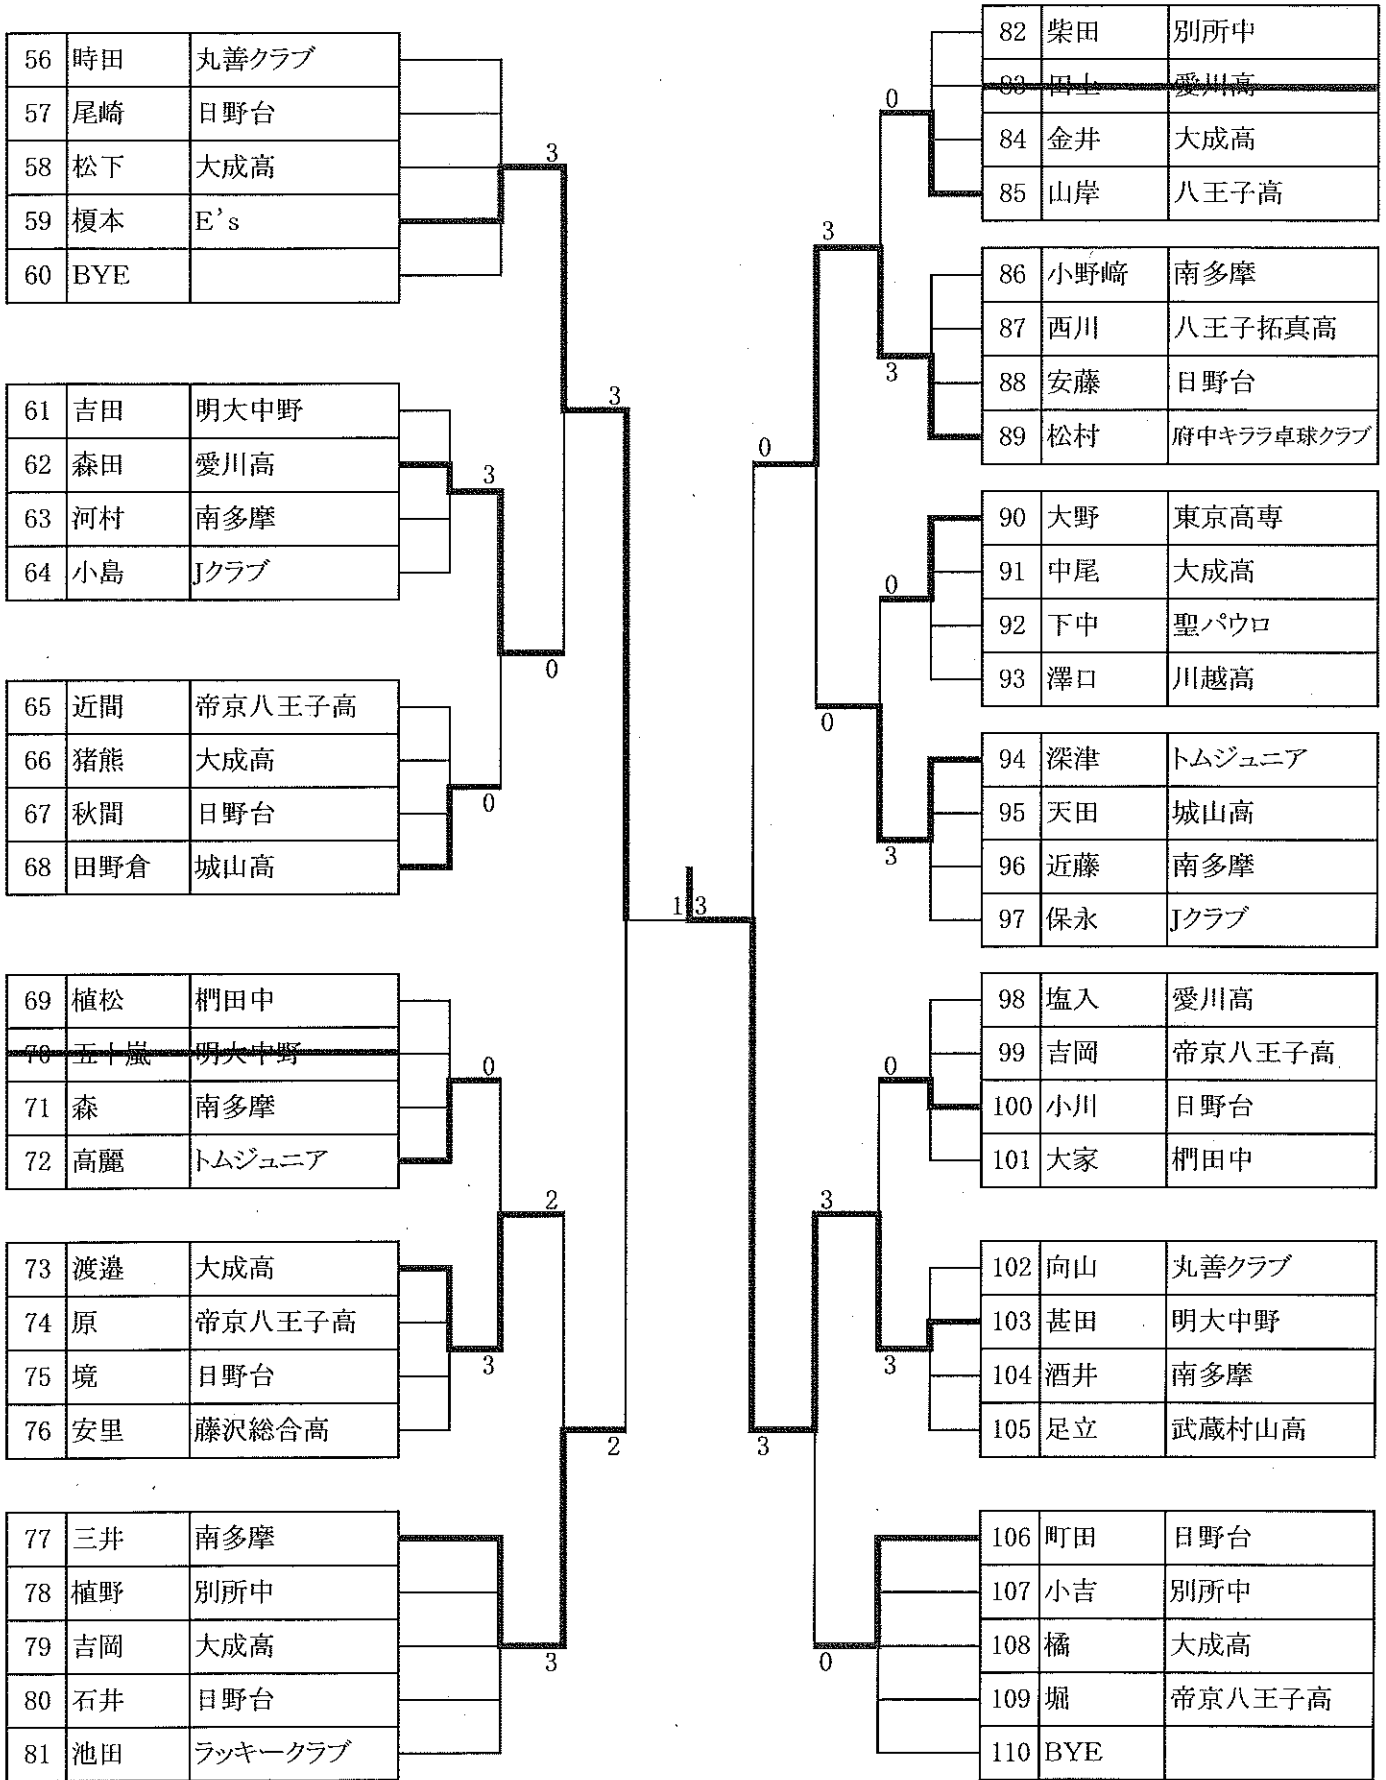 56 時田 丸善クラブ
57 尾崎 日野台
58 松下 大成高
59 榎本 E's
60 BYE
3
61 吉田 明大中野
62 森田 愛川高
63 河村 南多摩
64 小島 Jクラブ
3
3
0
65 近間 帝京八王子高
66 猪熊 大成高
67 秋間 日野台
68 田野倉 城山高
0
69 植松 椚田中
70 五十嵐 明大中野
71 森 南多摩
72 高麗 トムジュニア
0
2
73 渡邉 大成高
74 原 帝京八王子高
75 境 日野台
76 安里 藤沢総合高
3
2
77 三井 南多摩
78 植野 別所中
79 吉岡 大成高
80 石井 日野台
81 池田 ラッキークラブ
3
1 3
82 柴田 別所中
83 田土 愛川高
84 金井 大成高
85 山岸 八王子高
0
3
86 小野﨑 南多摩
87 西川 八王子拓真高
88 安藤 日野台
89 松村 府中キララ卓球クラブ
3
0
90 大野 東京高専
91 中尾 大成高
92 下中 聖パウロ
93 澤口 川越高
0
0
94 深津 トムジュニア
95 天田 城山高
96 近藤 南多摩
97 保永 Jクラブ
3
98 塩入 愛川高
99 吉岡 帝京八王子高
100 小川 日野台
101 大家 椚田中
0
3
102 向山 丸善クラブ
103 甚田 明大中野
104 酒井 南多摩
105 足立 武蔵村山高
3
3
106 町田 日野台
107 小吉 別所中
108 橘 大成高
109 堀 帝京八王子高
110 BYE
0